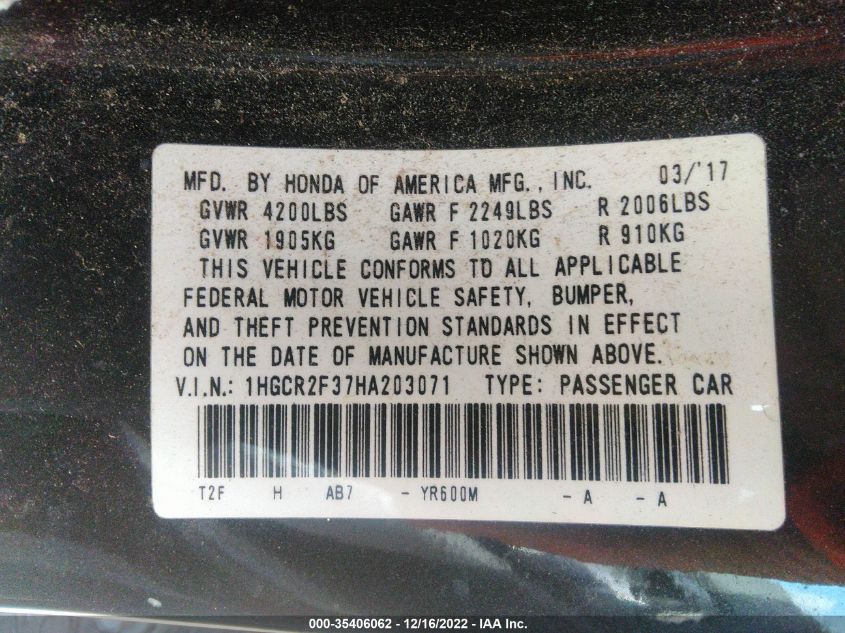 MFD. BY HONDA OF AMERICA MFG., INC. 03/'17
GVWR 4200LBS GAWR F 2249LBS R 2006LBS
GVWR 1905KG GAWR F 1020KG R 910KG
THIS VEHICLE CONFORMS TO ALL APPLICABLE
FEDERAL MOTOR VEHICLE SAFETY, BUMPER,
AND THEFT PREVENTION STANDARDS IN EFFECT
ON THE DATE OF MANUFACTURE SHOWN ABOVE.
V.I.N.: 1HGCR2F37HA203071 TYPE: PASSENGER CAR
T2F H AB7 - YR600M - A - A
000-35406062 - 12/16/2022 - IAA Inc.